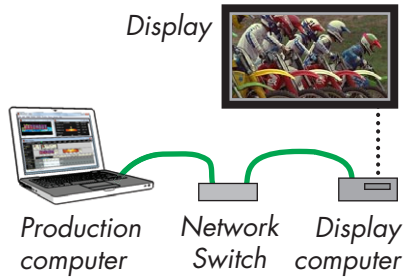 Display
Production
computer
Network
Switch
Display
computer